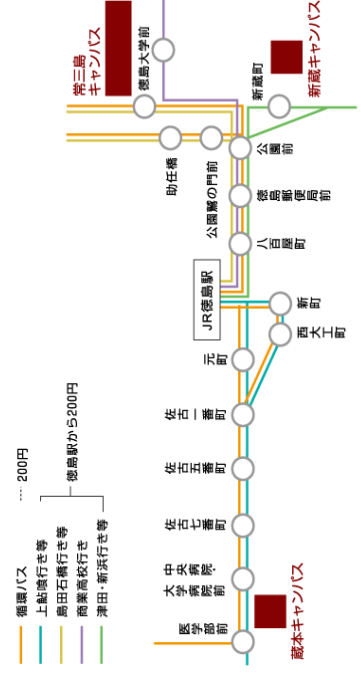 循環バス ‥‥ 200円
上鮎喰行き等
島田石橋行き等
商業高校行き
津田・新浜行き等
徳島駅から200円
医学部前
中央病院・
大学病院前
佐古七番町
佐古五番町
佐古一番町
元町
西大工町
新町
JR徳島駅
八百屋町
徳島郵便局前
公園前
公園鷲の門前
助任橋
徳島大学前
新蔵町
蔵本キャンパス
常三島
キャンパス
新蔵キャンパス